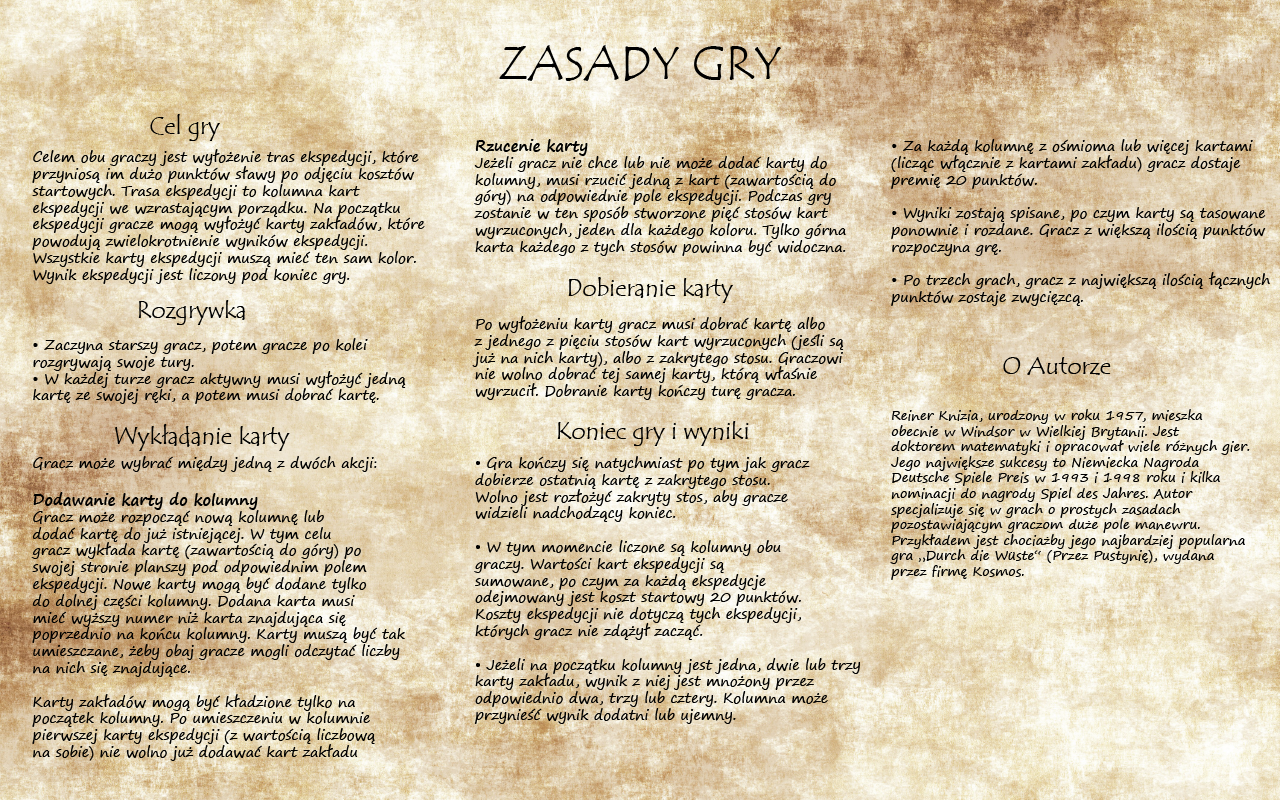 ZASADY GRY
Cel gry
Celem obu graczy jest wyłożenie tras ekspedycji, które
przyniosą im dużo punktów sławy po odjęciu kosztów
startowych. Trasa ekspedycji to kolumna kart
ekspedycji we wzrastającym porządku. Na początku
ekspedycji gracze mogą wyłożyć karty zakładów, które
powodują zwielokrotnienie wyników ekspedycji.
Wszystkie karty ekspedycji muszą mieć ten sam kolor.
Wynik ekspedycji jest liczony pod koniec gry.
Rozgrywka
• Zaczyna starszy gracz, potem gracze po kolei
rozgrywają swoje tury.
• W każdej turze gracz aktywny musi wyłożyć jedną
kartę ze swojej ręki, a potem musi dobrać kartę.
Wykładanie karty
Gracz może wybrać między jedną z dwóch akcji:
Dodawanie karty do kolumny
Gracz może rozpocząć nową kolumnę lub
dodać kartę do już istniejącej. W tym celu
gracz wykłada kartę (zawartością do góry) po
swojej stronie planszy pod odpowiednim polem
ekspedycji. Nowe karty mogą być dodane tylko
do dolnej części kolumny. Dodana karta musi
mieć wyższy numer niż karta znajdująca się
poprzednio na końcu kolumny. Karty muszą być tak
umieszczane, żeby obaj gracze mogli odczytać liczby
na nich się znajdujące.
Karty zakładów mogą być kładzione tylko na
początek kolumny. Po umieszczeniu w kolumnie
pierwszej karty ekspedycji (z wartością liczbową
na sobie) nie wolno już dodawać kart zakładu
Rzucenie karty
Jeżeli gracz nie chce lub nie może dodać karty do
kolumny, musi rzucić jedną z kart (zawartością do
góry) na odpowiednie pole ekspedycji. Podczas gry
zostanie w ten sposób stworzone pięć stosów kart
wyrzuconych, jeden dla każdego koloru. Tylko górna
karta każdego z tych stosów powinna być widoczna.
Dobieranie karty
Po wyłożeniu karty gracz musi dobrać kartę albo
z jednego z pięciu stosów kart wyrzuconych (jeśli są
już na nich karty), albo z zakrytego stosu. Graczowi
nie wolno dobrać tej samej karty, którą właśnie
wyrzucił. Dobranie karty kończy turę gracza.
Koniec gry i wyniki
• Gra kończy się natychmiast po tym jak gracz
dobierze ostatnią kartę z zakrytego stosu.
Wolno jest rozłożyć zakryty stos, aby gracze
widzieli nadchodzący koniec.
• W tym momencie liczone są kolumny obu
graczy. Wartości kart ekspedycji są
sumowane, po czym za każdą ekspedycje
odejmowany jest koszt startowy 20 punktów.
Koszty ekspedycji nie dotyczą tych ekspedycji,
których gracz nie zdążył zacząć.
• Jeżeli na początku kolumny jest jedna, dwie lub trzy
karty zakładu, wynik z niej jest mnożony przez
odpowiednio dwa, trzy lub cztery. Kolumna może
przynieść wynik dodatni lub ujemny.
• Za każdą kolumnę z ośmioma lub więcej kartami
(licząc włącznie z kartami zakładu) gracz dostaje
premię 20 punktów.
• Wyniki zostają spisane, po czym karty są tasowane
ponownie i rozdane. Gracz z większą ilością punktów
rozpoczyna grę.
• Po trzech grach, gracz z największą ilością łącznych
punktów zostaje zwycięzcą.
O Autorze
Reiner Knizia, urodzony w roku 1957, mieszka
obecnie w Windsor w Wielkiej Brytanii. Jest
doktorem matematyki i opracował wiele różnych gier.
Jego największe sukcesy to Niemiecka Nagroda
Deutsche Spiele Preis w 1993 i 1998 roku i kilka
nominacji do nagrody Spiel des Jahres. Autor
specjalizuje się w grach o prostych zasadach
pozostawiającym graczom duże pole manewru.
Przykładem jest chociażby jego najbardziej popularna
gra „Durch die Wüste“ (Przez Pustynię), wydana
przez firmę Kosmos.